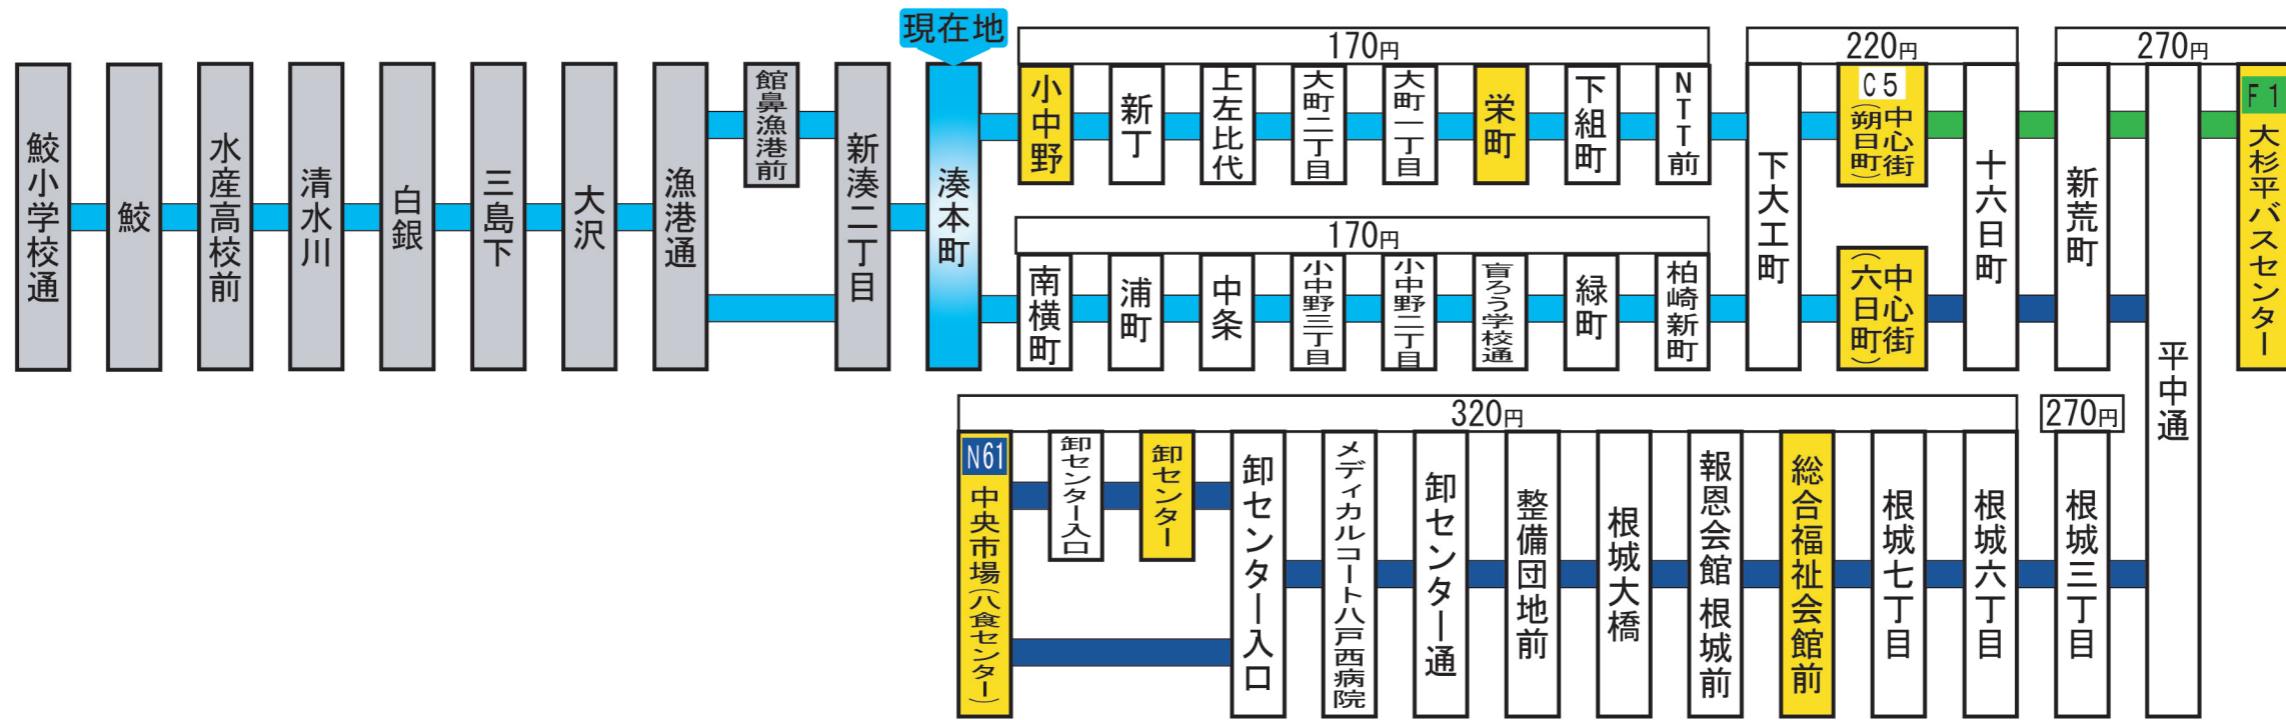 現在地
170円
220円
270円
鮫小学校通
鮫
水産高校前
清水川
白銀
三島下
大沢
漁港通
館鼻漁港前
新湊二丁目
湊本町
小中野
新丁
上左比代
大町二丁目
大町一丁目
栄町
下組町
NTT前
下大工町
C5
中心街
(朔日町)
十六日町
新荒町
平中通
F1
大杉平バスセンター
170円
南横町
浦町
中条
小中野三丁目
小中野二丁目
盲ろう学校通
緑町
柏崎新町
中心街
(六日町)
320円
270円
N61
中央市場(八食センター)
卸センター入口
卸センター
卸センター入口
メディカルコート八戸西病院
卸センター通
整備団地前
根城大橋
報恩会館 根城前
総合福祉会館前
根城七丁目
根城六丁目
根城三丁目